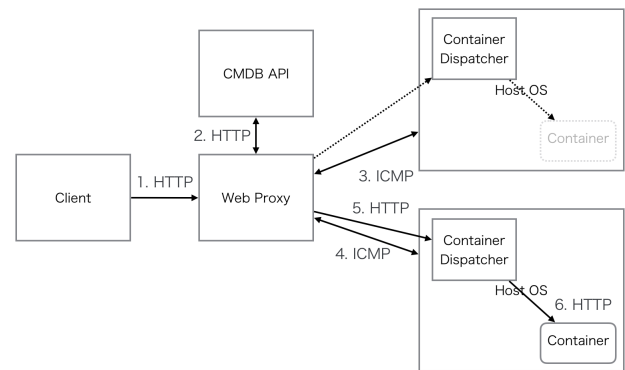 Container
Dispatcher
CMDB API
Host OS
2. HTTP
Container
1. HTTP
3. ICMP
Client
Web Proxy
5. HTTP
4. ICMP
Container
Dispatcher
Host OS
6. HTTP
Container